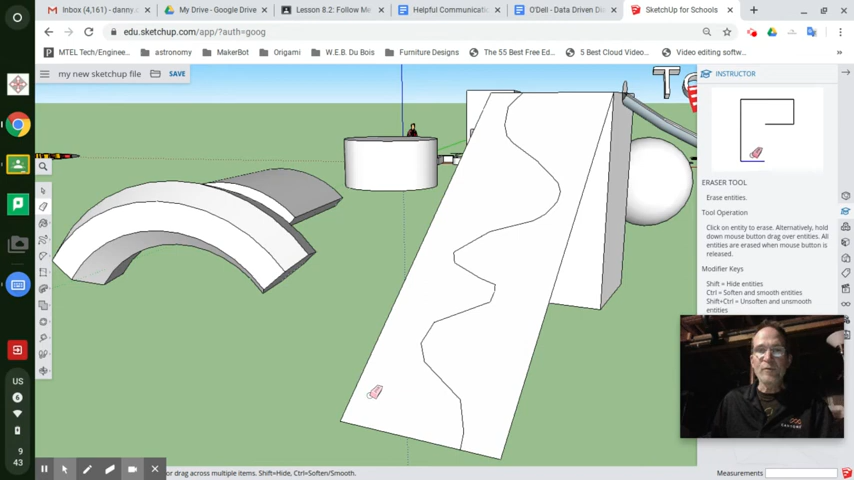 Inbox (4,161) - danny.c
My Drive - Google Drive
Lesson 8.2: Follow Me
Helpful Communication
O'Dell - Data Driven Dis
SketchUp for Schools
edu.sketchup.com/app/?auth=goog
MTEL Tech/Enginee...
astronomy
MakerBot
Origami
W.E.B. Du Bois
Furniture Designs
The 55 Best Free Ed...
5 Best Cloud Video...
Video editing softw...
my new sketchup file
SAVE
INSTRUCTOR
ERASER TOOL
Erase entities.
Tool Operation
Click on entity to erase. Alternatively, hold
down mouse button drag over entities. All
entities are erased when mouse button is
released.
Modifier Keys
Shift = Hide entities
Ctrl = Soften and smooth entities
Shift+Ctrl = Unsoften and unsmooth
entities
US
6
9
43
or drag across multiple items. Shift=Hide, Ctrl=Soften/Smooth.
Measurements